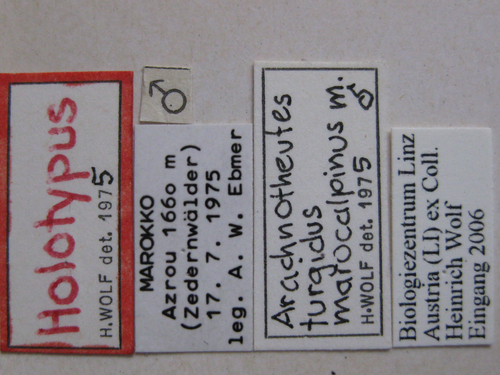 Holotypus
H.WOLF det. 1975
♂
MAROKKO
Azrou 1660 m
(Zedernwälder)
17. 7. 1975
leg. A. W. Ebmer
Arachnotheutes
turgidus
marocalpinus m.
H.WOLF det. 1975 ♂
Biologiezentrum Linz
Austria (LI) ex Coll.
Heinrich Wolf
Eingang 2006